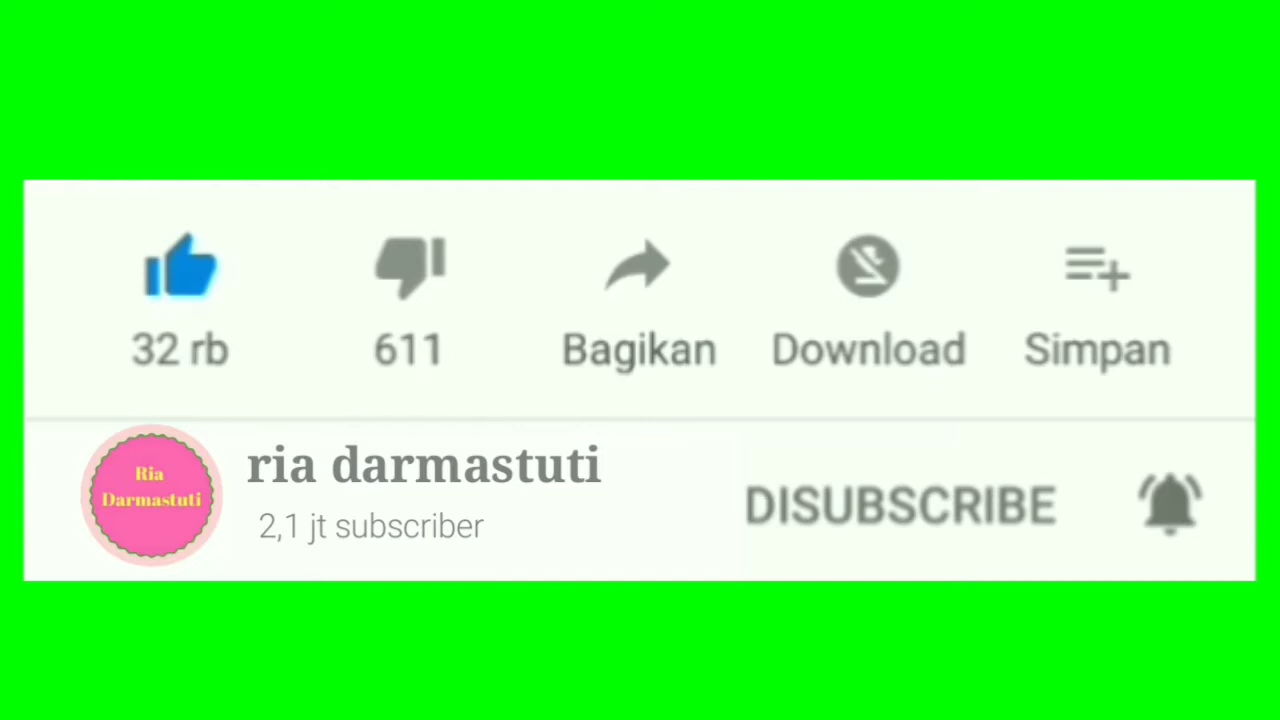 32 rb
611
Bagikan
Download
Simpan
Ria
Darmastuti
ria darmastuti
2,1 jt subscriber
DISUBSCRIBE